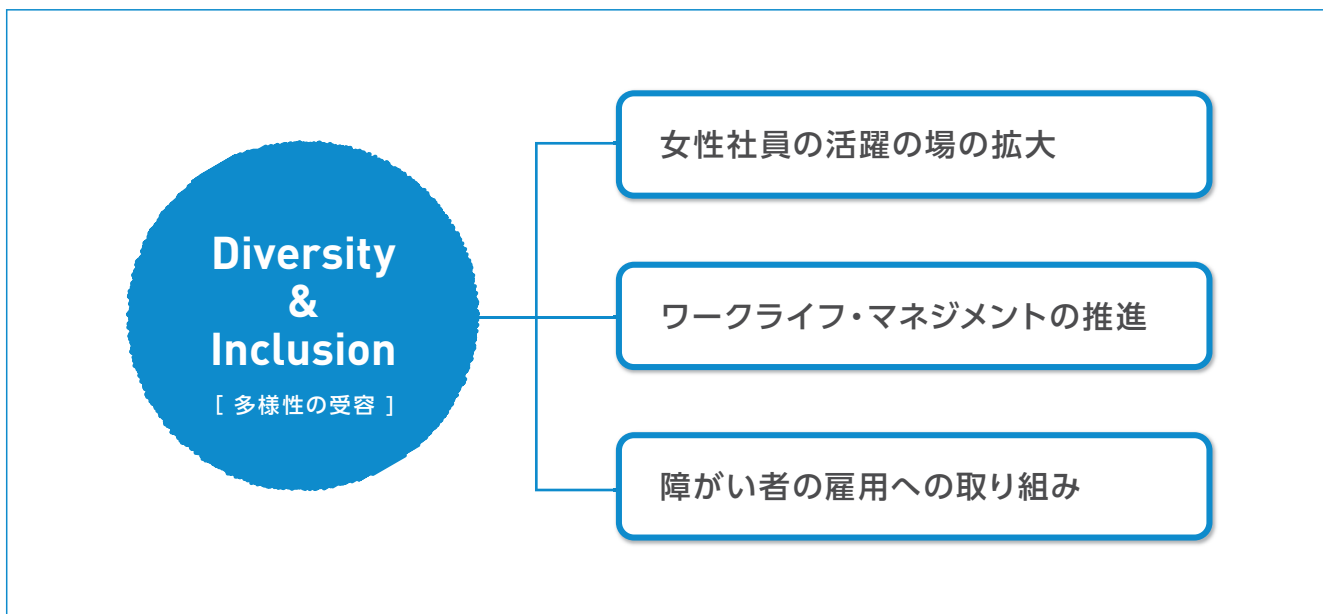 Diversity
&
Inclusion
[ 多様性の受容 ]
女性社員の活躍の場の拡大
ワークライフ・マネジメントの推進
障がい者の雇用への取り組み